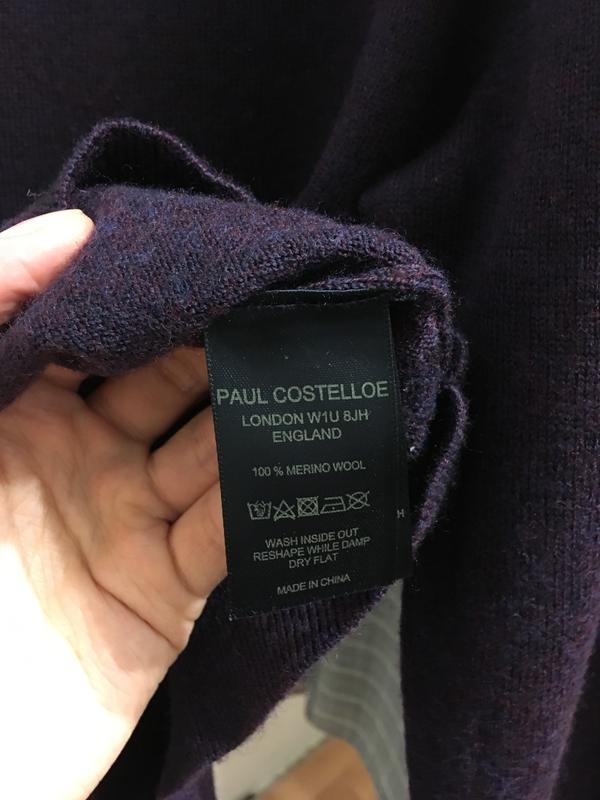 PAUL COSTELLOE
LONDON W1U 8JH
ENGLAND
100 % MERINO WOOL
WASH INSIDE OUT
RESHAPE WHILE DAMP
DRY FLAT
MADE IN CHINA
H